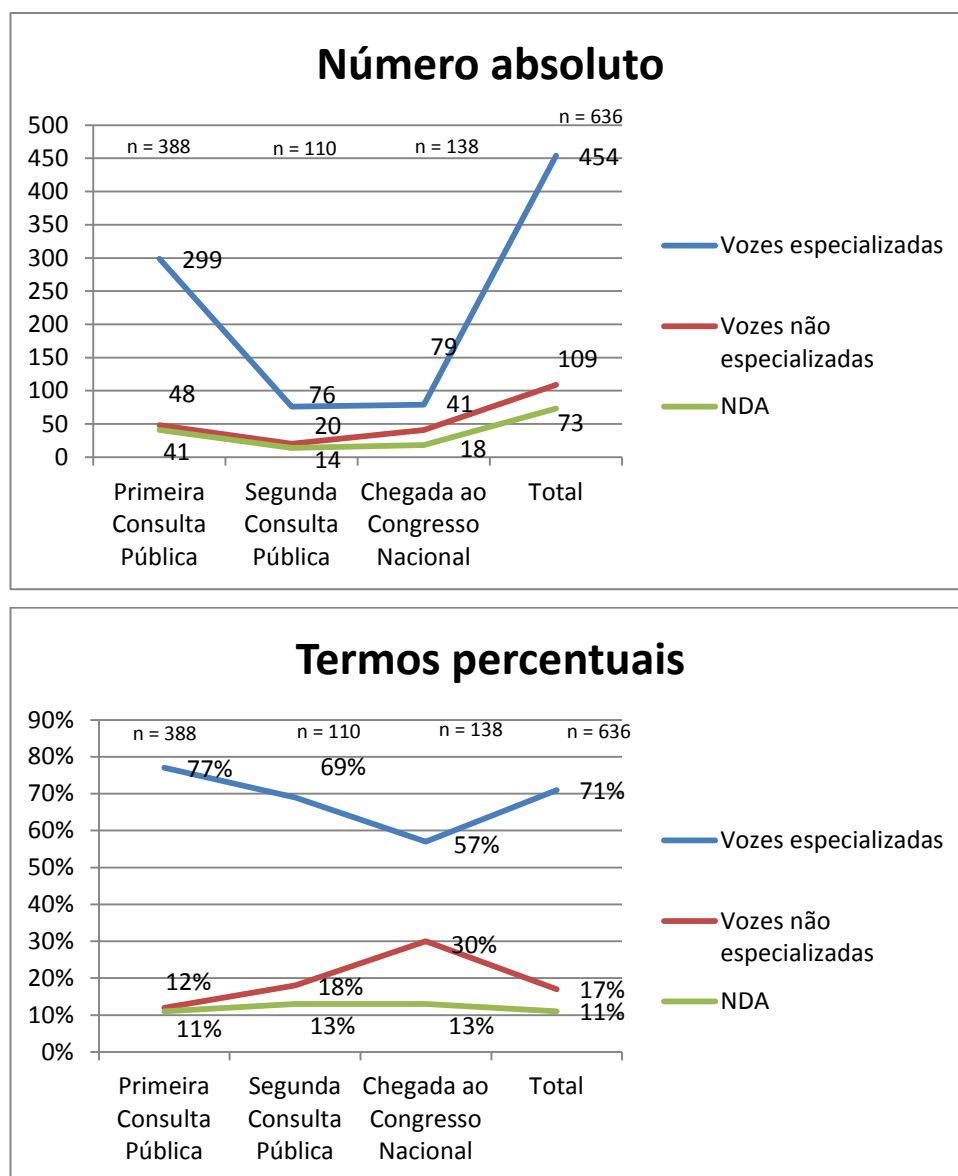 Número absoluto
n = 636
n = 388
n = 110
n = 138
500
450
400
350
300
250
200
150
100
50
0
454
299
79
109
48
76
41
20
73
41
14
18
Primeira
Consulta
Pública
Segunda
Consulta
Pública
Chegada ao
Congresso
Nacional
Total
Vozes especializadas
Vozes não
especializadas
NDA
Termos percentuais
n = 388
n = 110
n = 138
n = 636
90%
80%
70%
60%
50%
40%
30%
20%
10%
0%
77%
69%
57%
71%
12%
18%
30%
17%
11%
13%
13%
11%
Primeira
Consulta
Pública
Segunda
Consulta
Pública
Chegada ao
Congresso
Nacional
Total
Vozes especializadas
Vozes não
especializadas
NDA